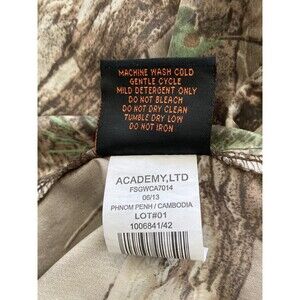 MACHINE WASH COLD
GENTLE CYCLE
MILD DETERGENT ONLY
DO NOT BLEACH
DO NOT DRY CLEAN
TUMBLE DRY LOW
DO NOT IRON
ACADEMY,LTD
FSGWCA7014
06/13
PHNOM PENH / CAMBODIA
LOT#01
1006841/42